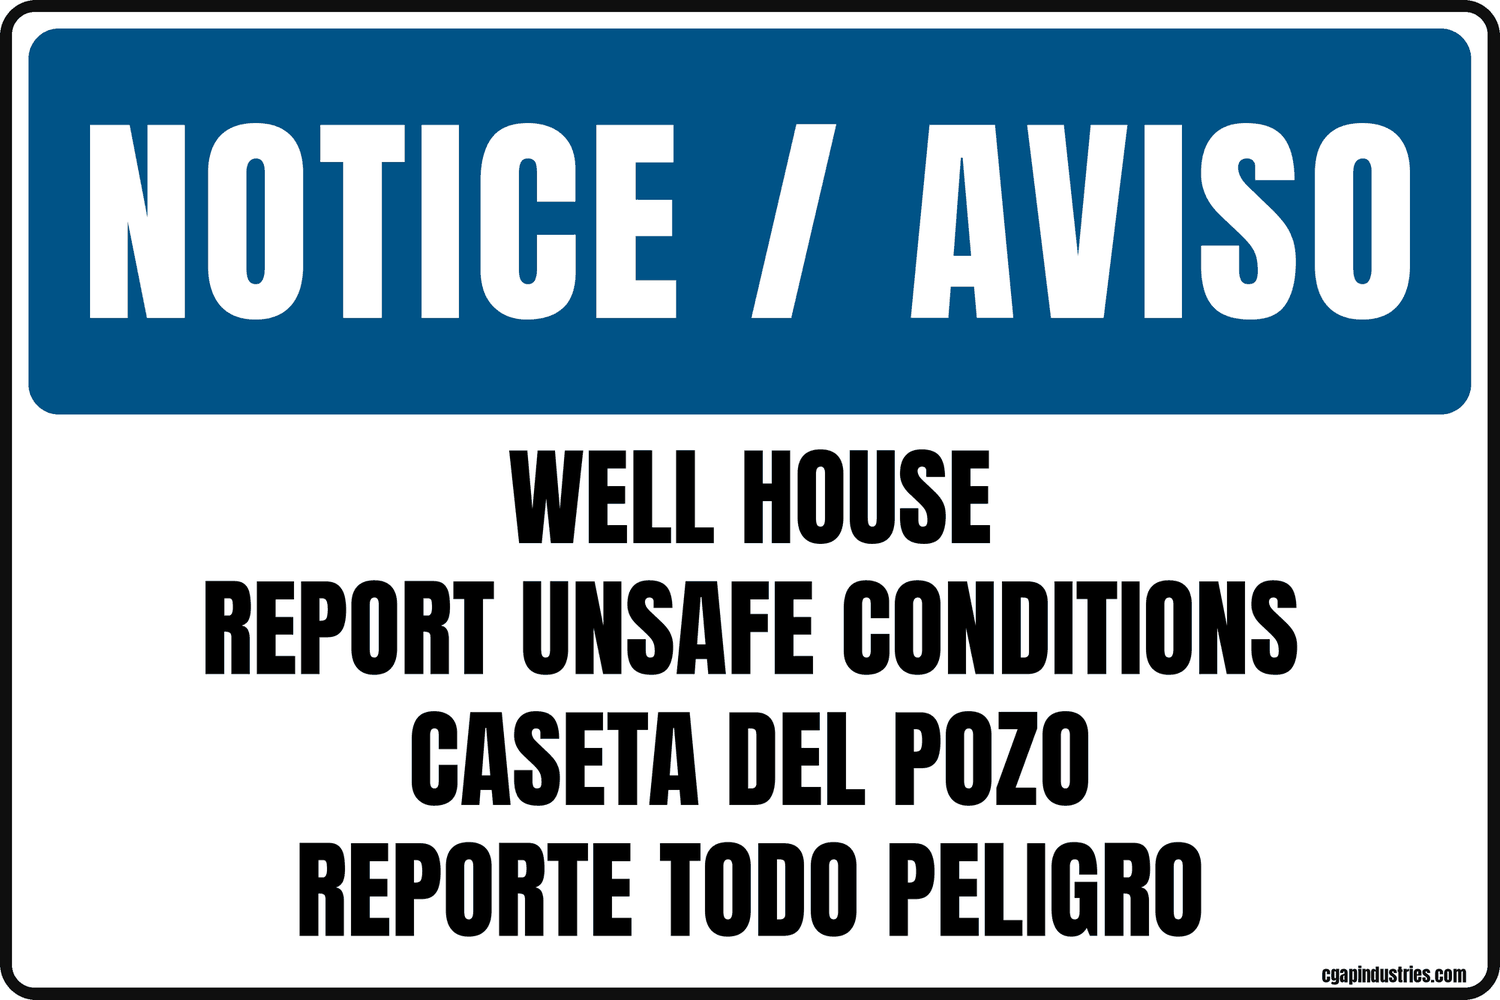 NOTICE / AVISO
WELL HOUSE
REPORT UNSAFE CONDITIONS
CASETA DEL POZO
REPORTE TODO PELIGRO
cgapindustries.com